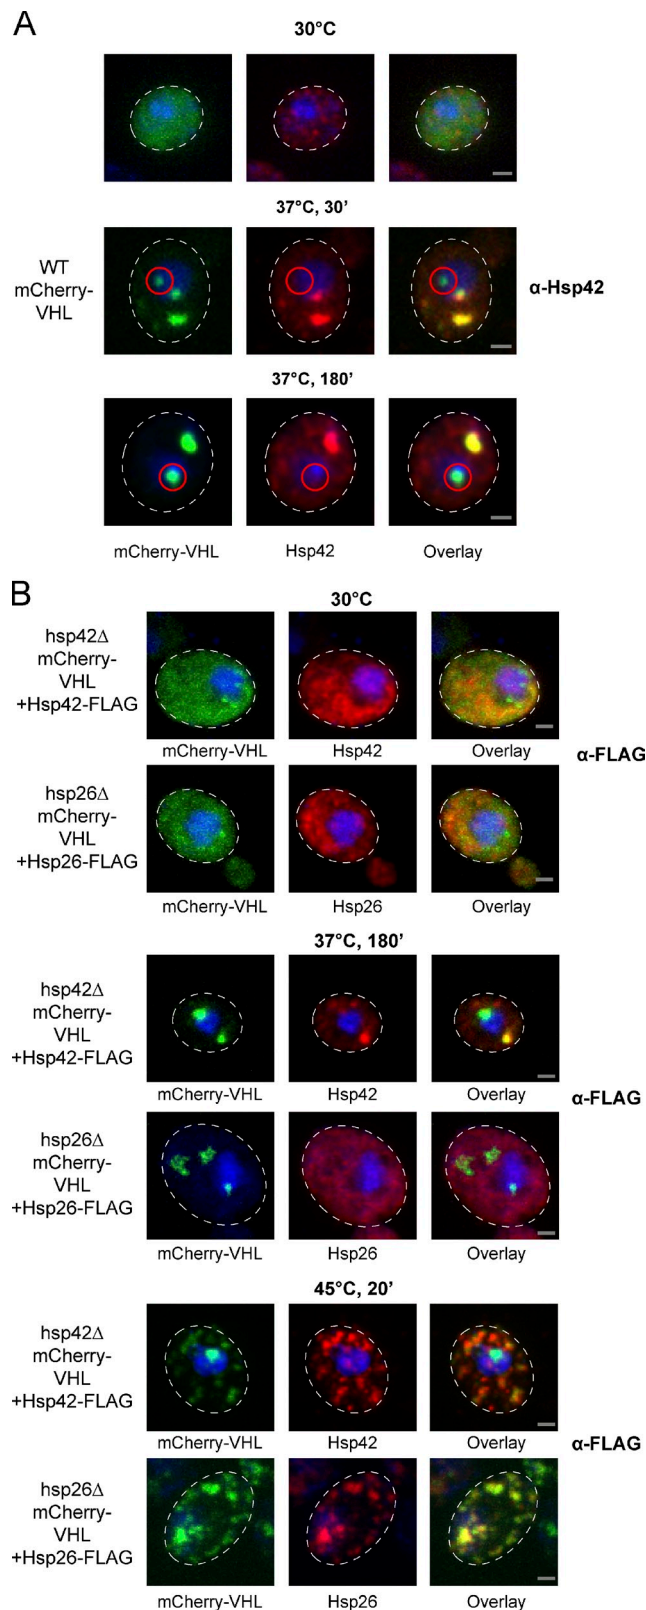 A
30°C
37°C, 30'
WT
mCherry-
VHL
α-Hsp42
37°C, 180'
mCherry-VHL Hsp42 Overlay
B
30°C
hsp42Δ
mCherry-
VHL
+Hsp42-FLAG
mCherry-VHL Hsp42 Overlay
α-FLAG
hsp26Δ
mCherry-
VHL
+Hsp26-FLAG
mCherry-VHL Hsp26 Overlay
37°C, 180'
hsp42Δ
mCherry-
VHL
+Hsp42-FLAG
mCherry-VHL Hsp42 Overlay
α-FLAG
hsp26Δ
mCherry-
VHL
+Hsp26-FLAG
mCherry-VHL Hsp26 Overlay
45°C, 20'
hsp42Δ
mCherry-
VHL
+Hsp42-FLAG
mCherry-VHL Hsp42 Overlay
α-FLAG
hsp26Δ
mCherry-
VHL
+Hsp26-FLAG
mCherry-VHL Hsp26 Overlay